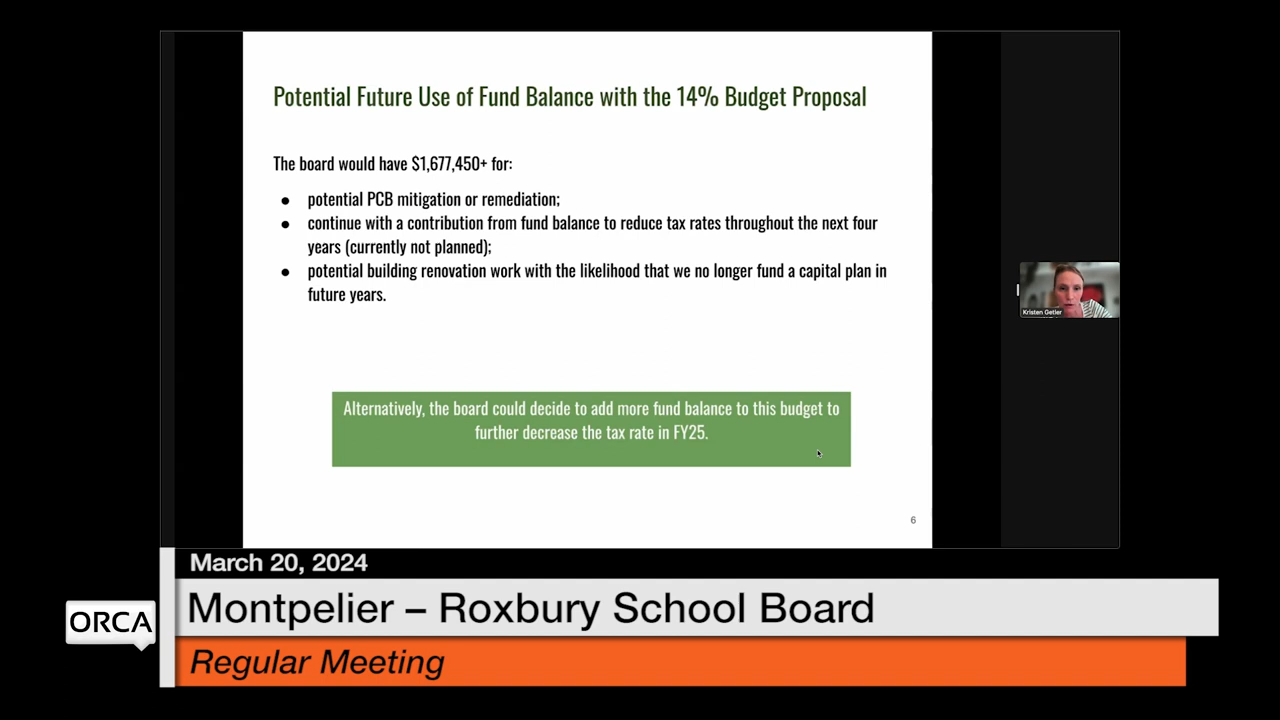 Potential Future Use of Fund Balance with the 14% Budget Proposal
The board would have $1,677,450+ for:
● potential PCB mitigation or remediation;
● continue with a contribution from fund balance to reduce tax rates throughout the next four
years (currently not planned);
● potential building renovation work with the likelihood that we no longer fund a capital plan in
future years.
Alternatively, the board could decide to add more fund balance to this budget to
further decrease the tax rate in FY25.
6
Kristen Getler
March 20, 2024
ORCA
Montpelier – Roxbury School Board
Regular Meeting